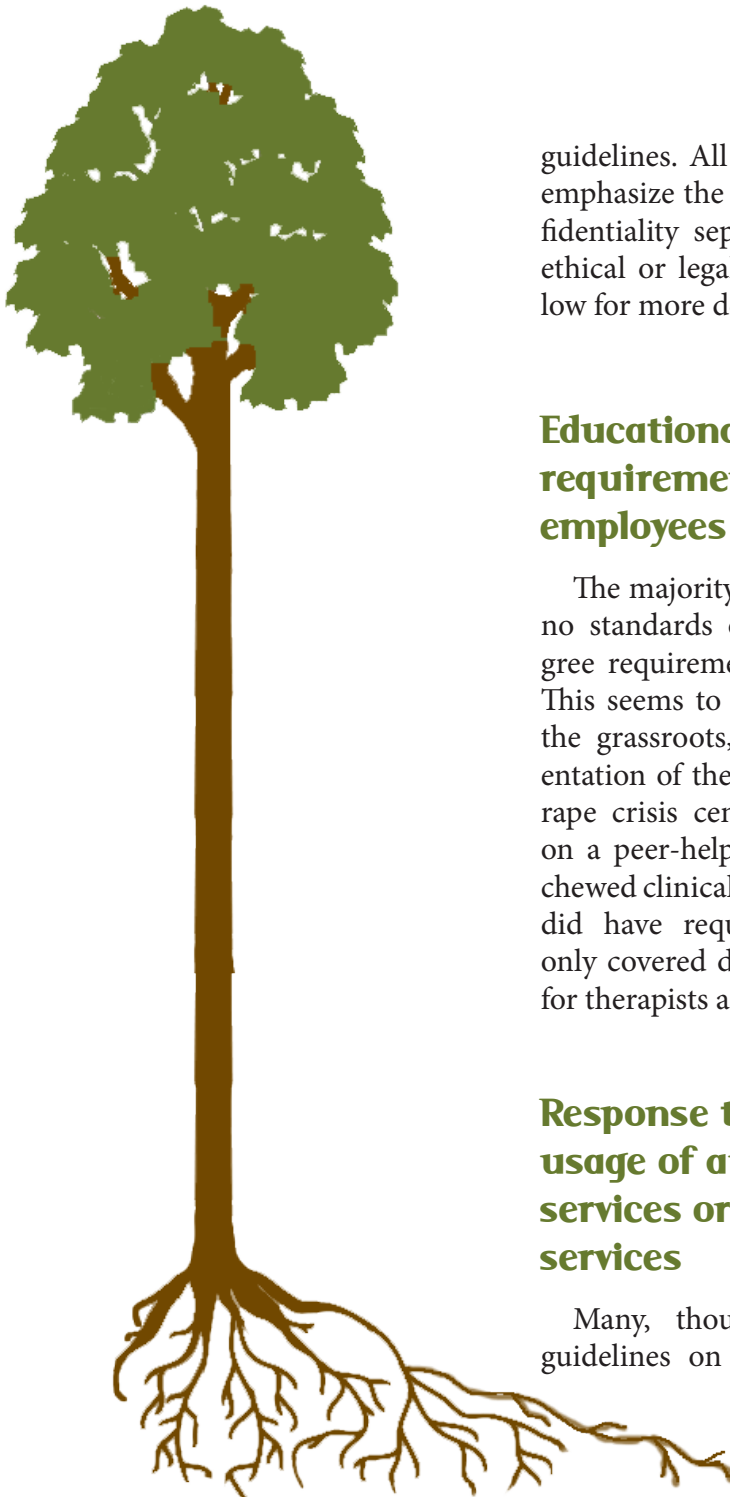 guidelines. All
emphasize the
fidentiality sep
ethical or legal
low for more d
Educationa
requireme
employees
The majority
no standards
gree requireme
This seems to
the grassroots,
entation of the
rape crisis cen
on a peer-help
chewed clinical
did have requ
only covered d
for therapists a
Response t
usage of a
services or
services
Many, thou
guidelines on